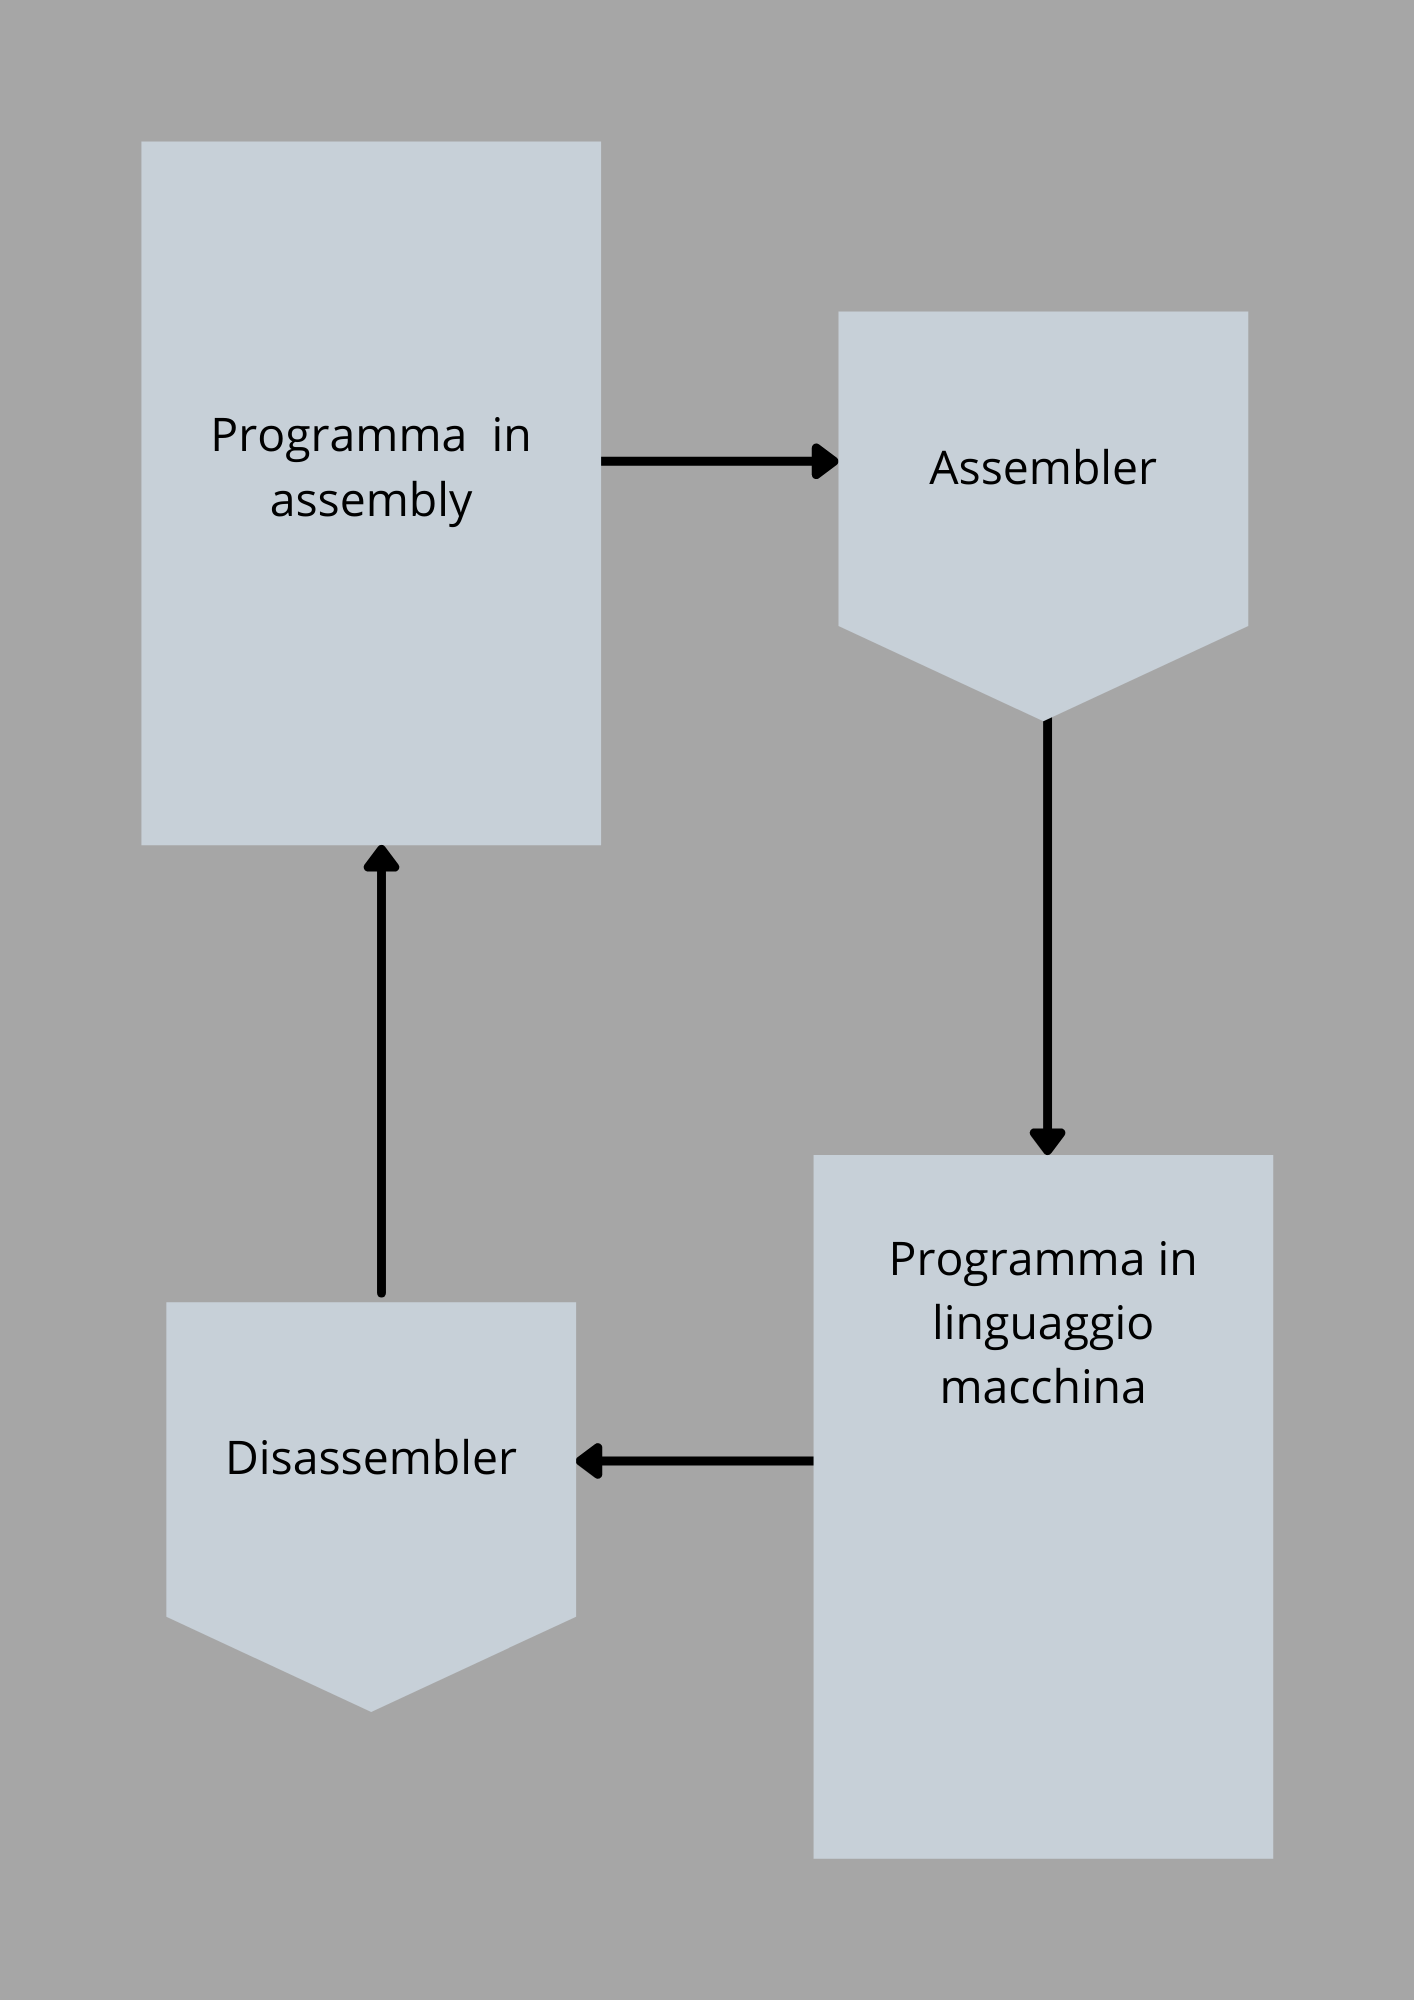 Programma  in
assembly
Assembler
Programma in
linguaggio
macchina
Disassembler